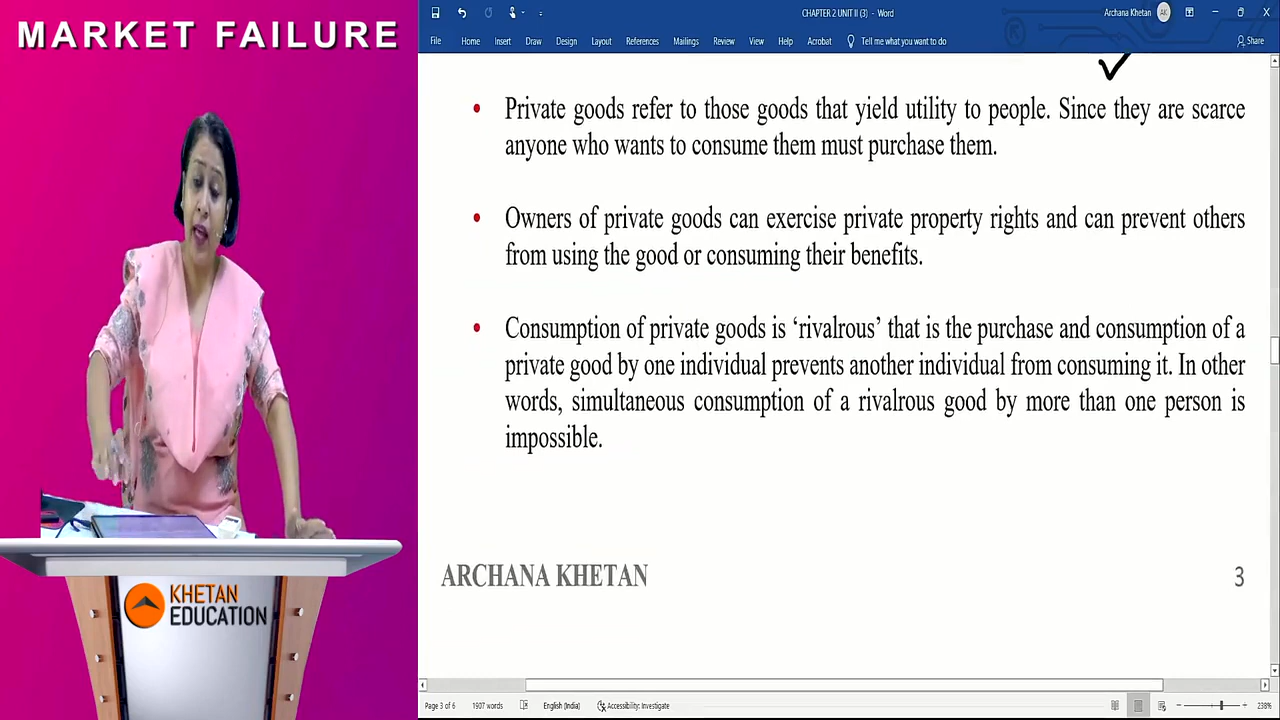 MARKET FAILURE
CHAPTER 2 UNIT II (3) - Word
Archana Khetan
AK
File Home Insert Draw Design Layout References Mailings Review View Help Acrobat Tell me what you want to do
Share
• Private goods refer to those goods that yield utility to people. Since they are scarce
anyone who wants to consume them must purchase them.
• Owners of private goods can exercise private property rights and can prevent others
from using the good or consuming their benefits.
• Consumption of private goods is ‘rivalrous’ that is the purchase and consumption of a
private good by one individual prevents another individual from consuming it. In other
words, simultaneous consumption of a rivalrous good by more than one person is
impossible.
ARCHANA KHETAN
3
KHETAN
EDUCATION
Page 3 of 6 1907 words English (India) Accessibility: Investigate
238%